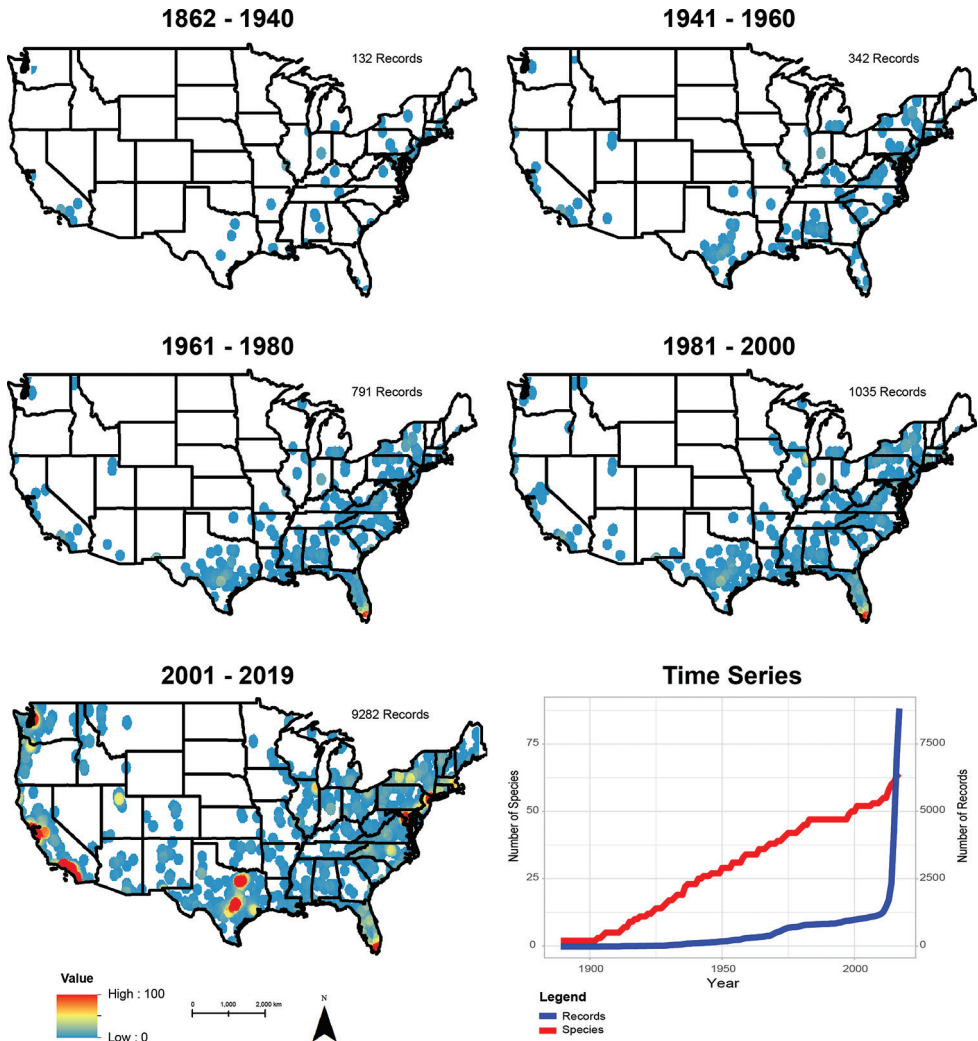 1862 - 1940
132 Records
1941 - 1960
342 Records
1961 - 1980
791 Records
1981 - 2000
1035 Records
2001 - 2019
9282 Records
Value
High : 100
Low : 0
0 1,000 2,000 km
N
Time Series
Number of Species
75
50
25
0
7500
5000
2500
0
Number of Records
1900 1950 2000
Year
Legend
Records
Species